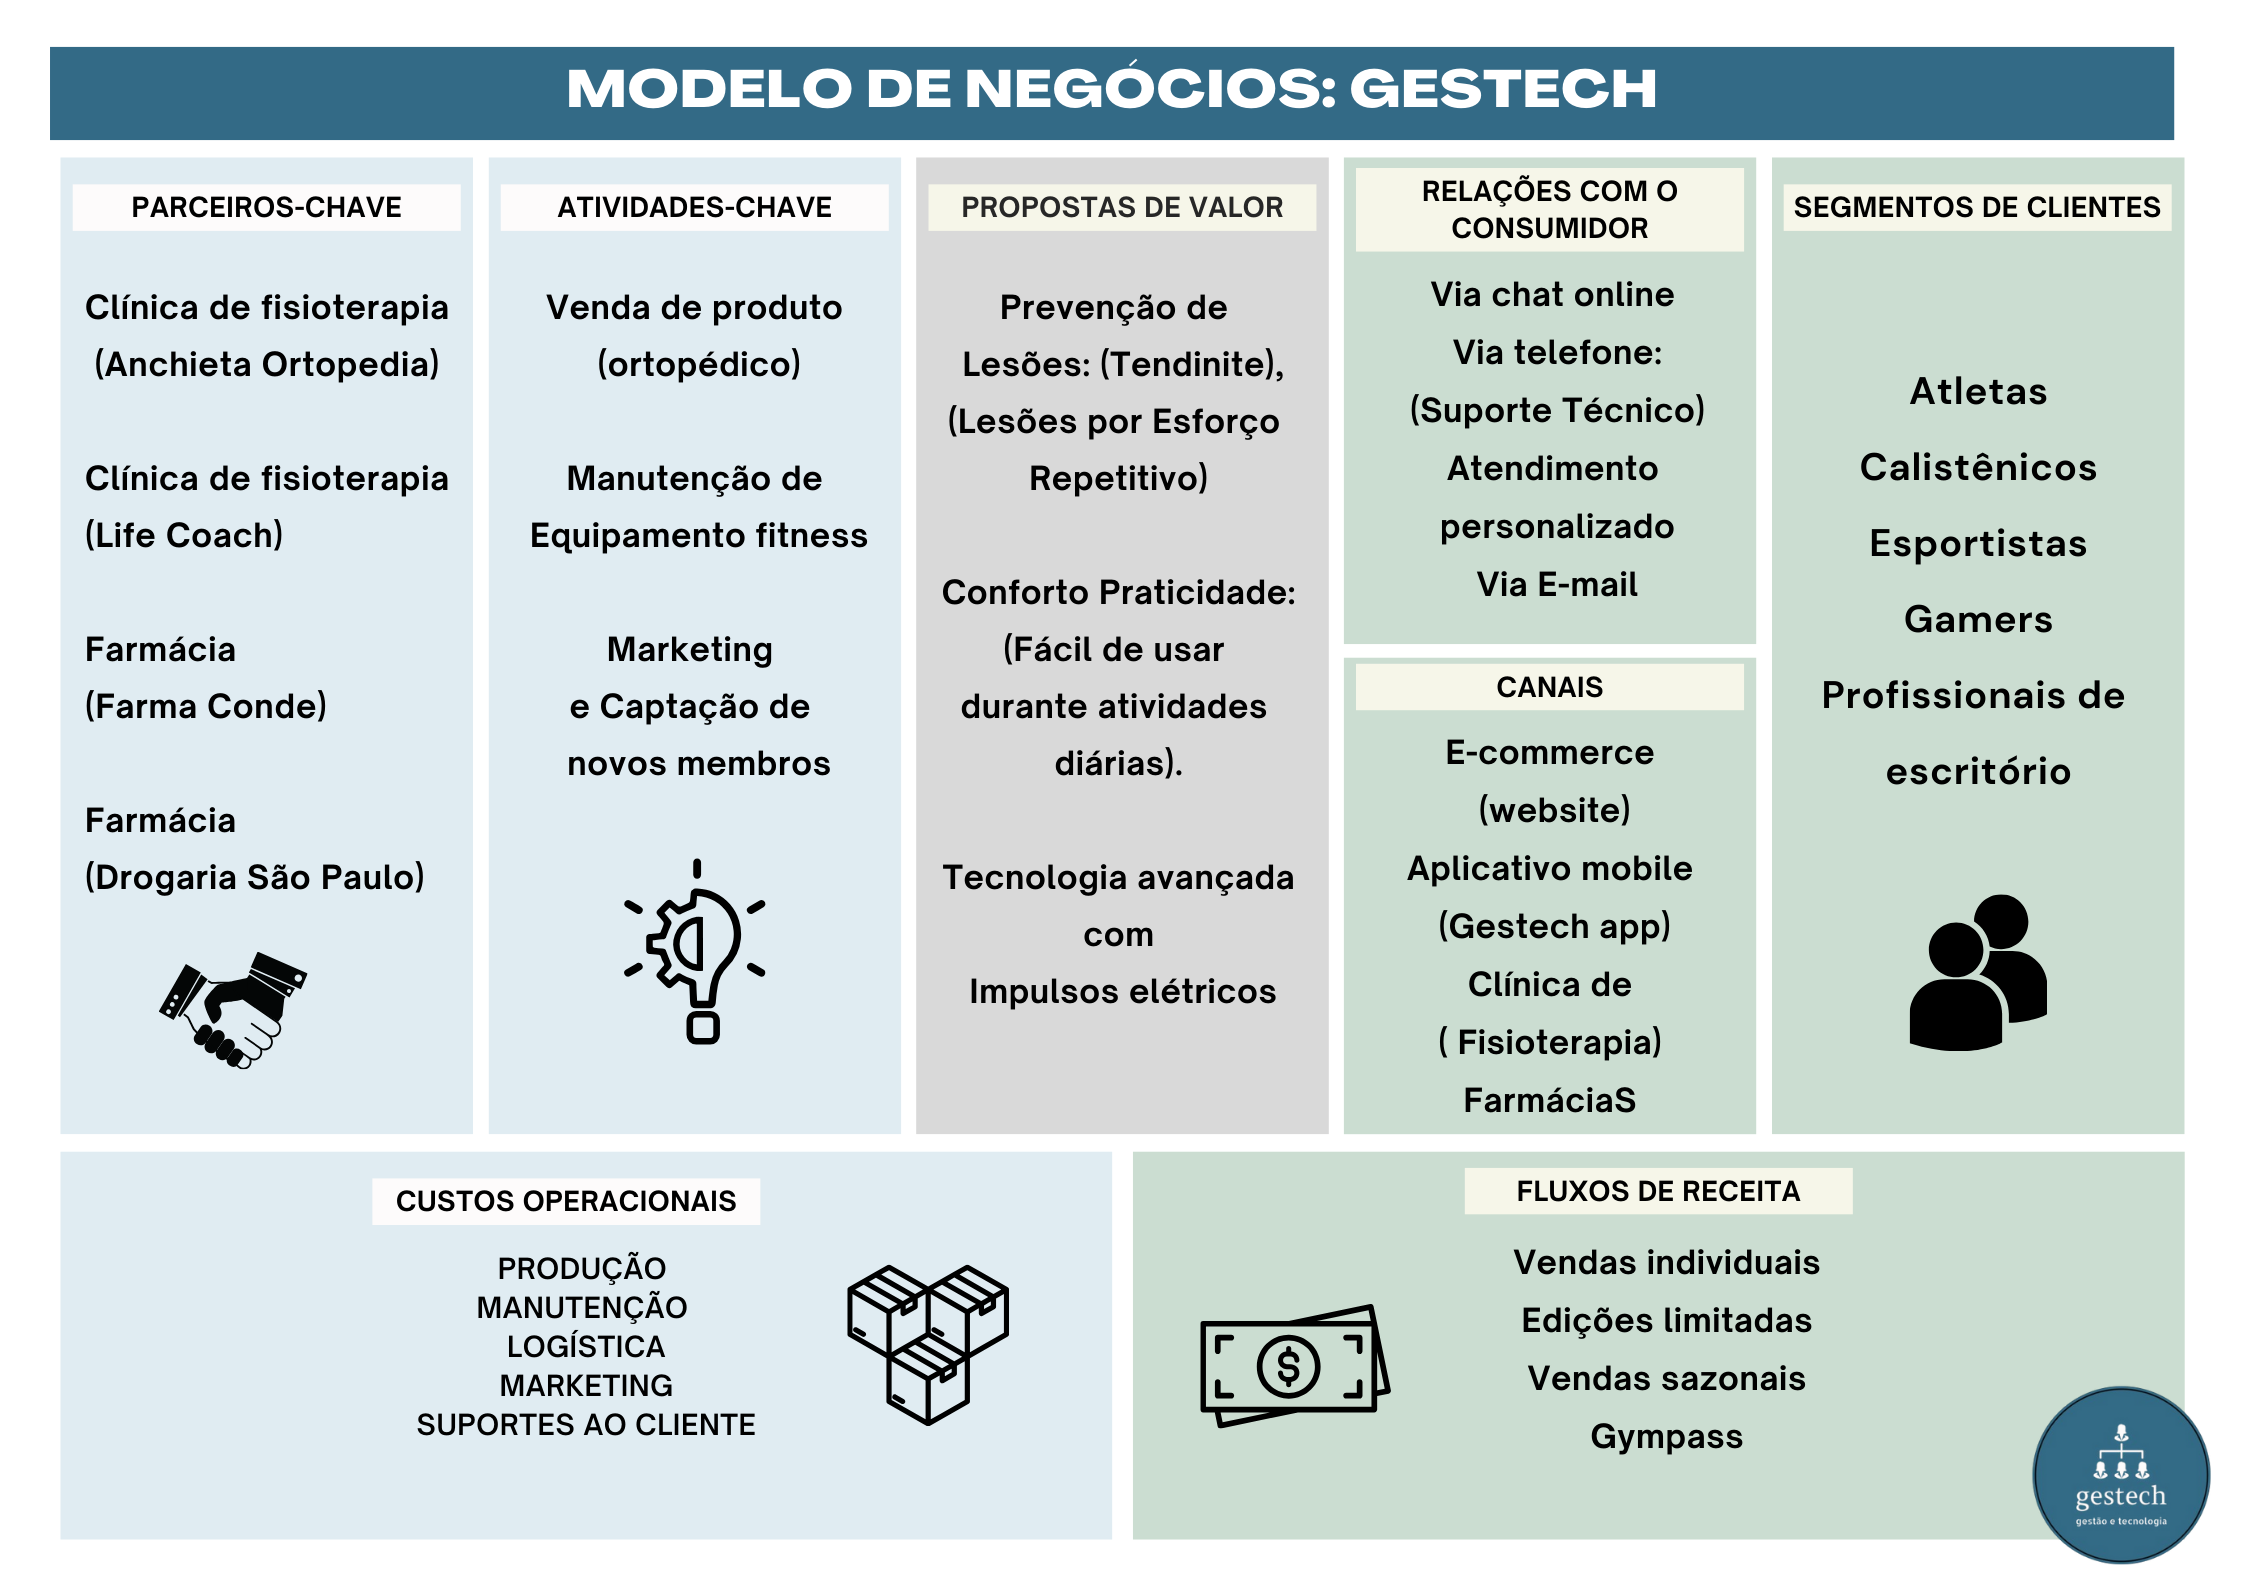 MODELO DE NEGÓCIOS: GESTECH
PARCEIROS-CHAVE
Clínica de fisioterapia
(Anchieta Ortopedia)
Clínica de fisioterapia
(Life Coach)
Farmácia
(Farma Conde)
Farmácia
(Drogaria São Paulo)
ATIVIDADES-CHAVE
Venda de produto
(ortopédico)
Manutenção de
Equipamento fitness
Marketing
e Captação de
novos membros
PROPOSTAS DE VALOR
Prevenção de
Lesões: (Tendinite),
(Lesões por Esforço
Repetitivo)
Conforto Praticidade:
(Fácil de usar
durante atividades
diárias).
Tecnologia avançada
com
Impulsos elétricos
RELAÇÕES COM O
CONSUMIDOR
Via chat online
Via telefone:
(Suporte Técnico)
Atendimento
personalizado
Via E-mail
CANAIS
E-commerce
(website)
Aplicativo mobile
(Gestech app)
Clínica de
( Fisioterapia)
FarmáciaS
SEGMENTOS DE CLIENTES
Atletas
Calistênicos
Esportistas
Gamers
Profissionais de
escritório
CUSTOS OPERACIONAIS
PRODUÇÃO
MANUTENÇÃO
LOGÍSTICA
MARKETING
SUPORTES AO CLIENTE
FLUXOS DE RECEITA
Vendas individuais
Edições limitadas
Vendas sazonais
Gympass
$
gestech
gestão e tecnologia